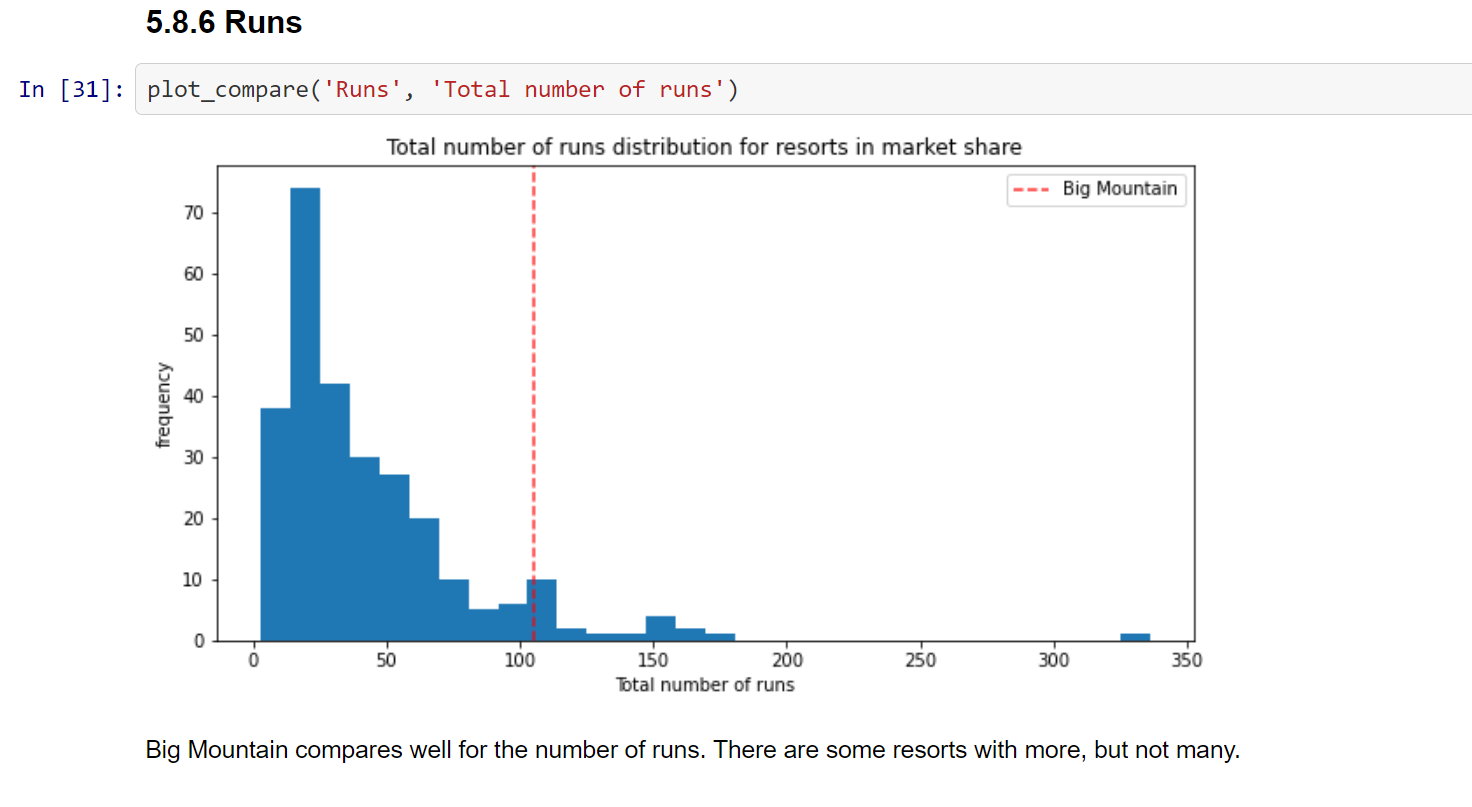 5.8.6 Runs
In [31]: plot_compare('Runs', 'Total number of runs')
Total number of runs distribution for resorts in market share
Big Mountain
70
60
50
40
30
20
10
0
frequency
0 50 100 150 200 250 300 350
Total number of runs
Big Mountain compares well for the number of runs. There are some resorts with more, but not many.